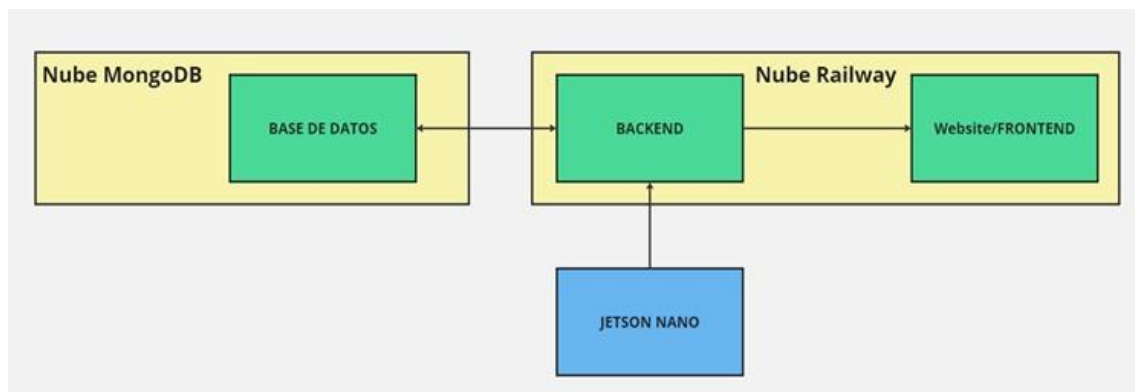 Nube MongoDB
Nube Railway
BASE DE DATOS
BACKEND
Website/FRONTEND
JETSON NANO